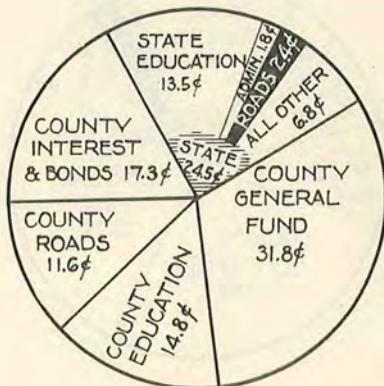 STATE
EDUCATION
13.5¢
ADMIN. 1.8¢
ROADS 2.4¢
ALL OTHER
6.8¢
STATE
24.5¢
COUNTY
GENERAL
FUND
31.8¢
COUNTY
EDUCATION
14.8¢
COUNTY
ROADS
11.6¢
COUNTY
INTEREST
& BONDS 17.3¢